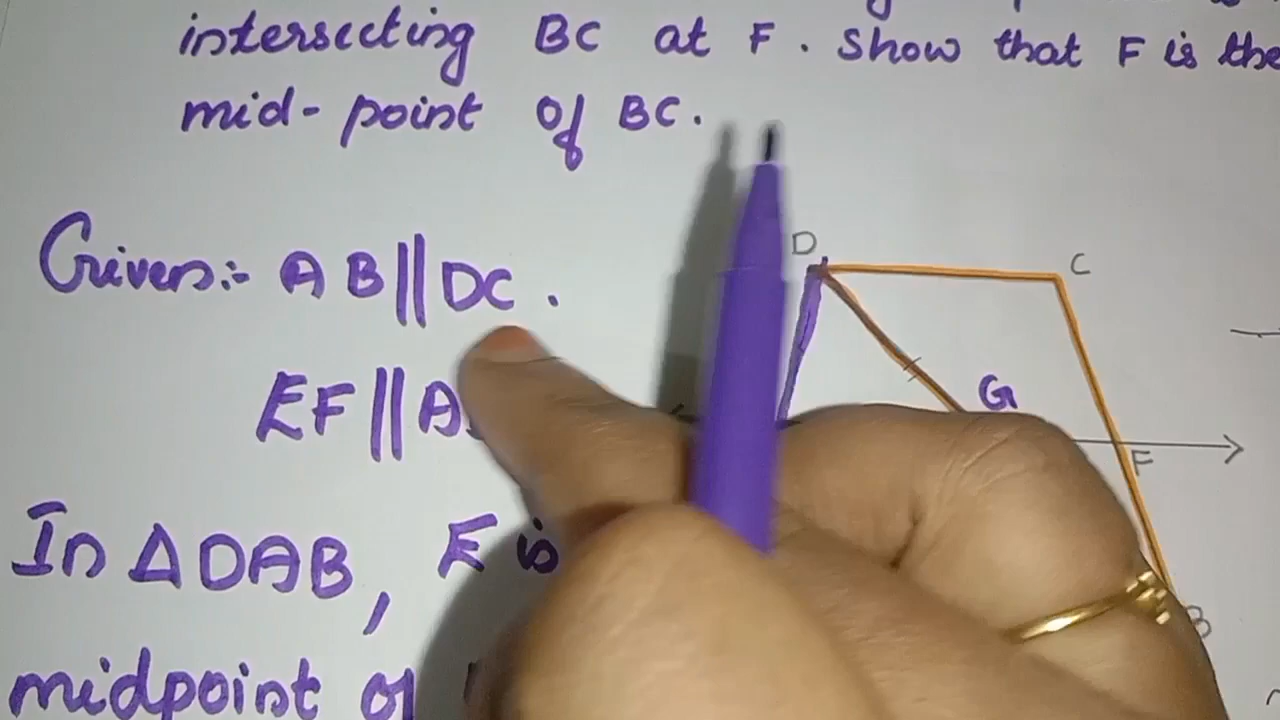 intersecting BC at F. Show that F is the
mid-point of BC.
Given:- AB||DC.
EF||A
In ΔDAB, E is
midpoint of
D
C
G
F
B